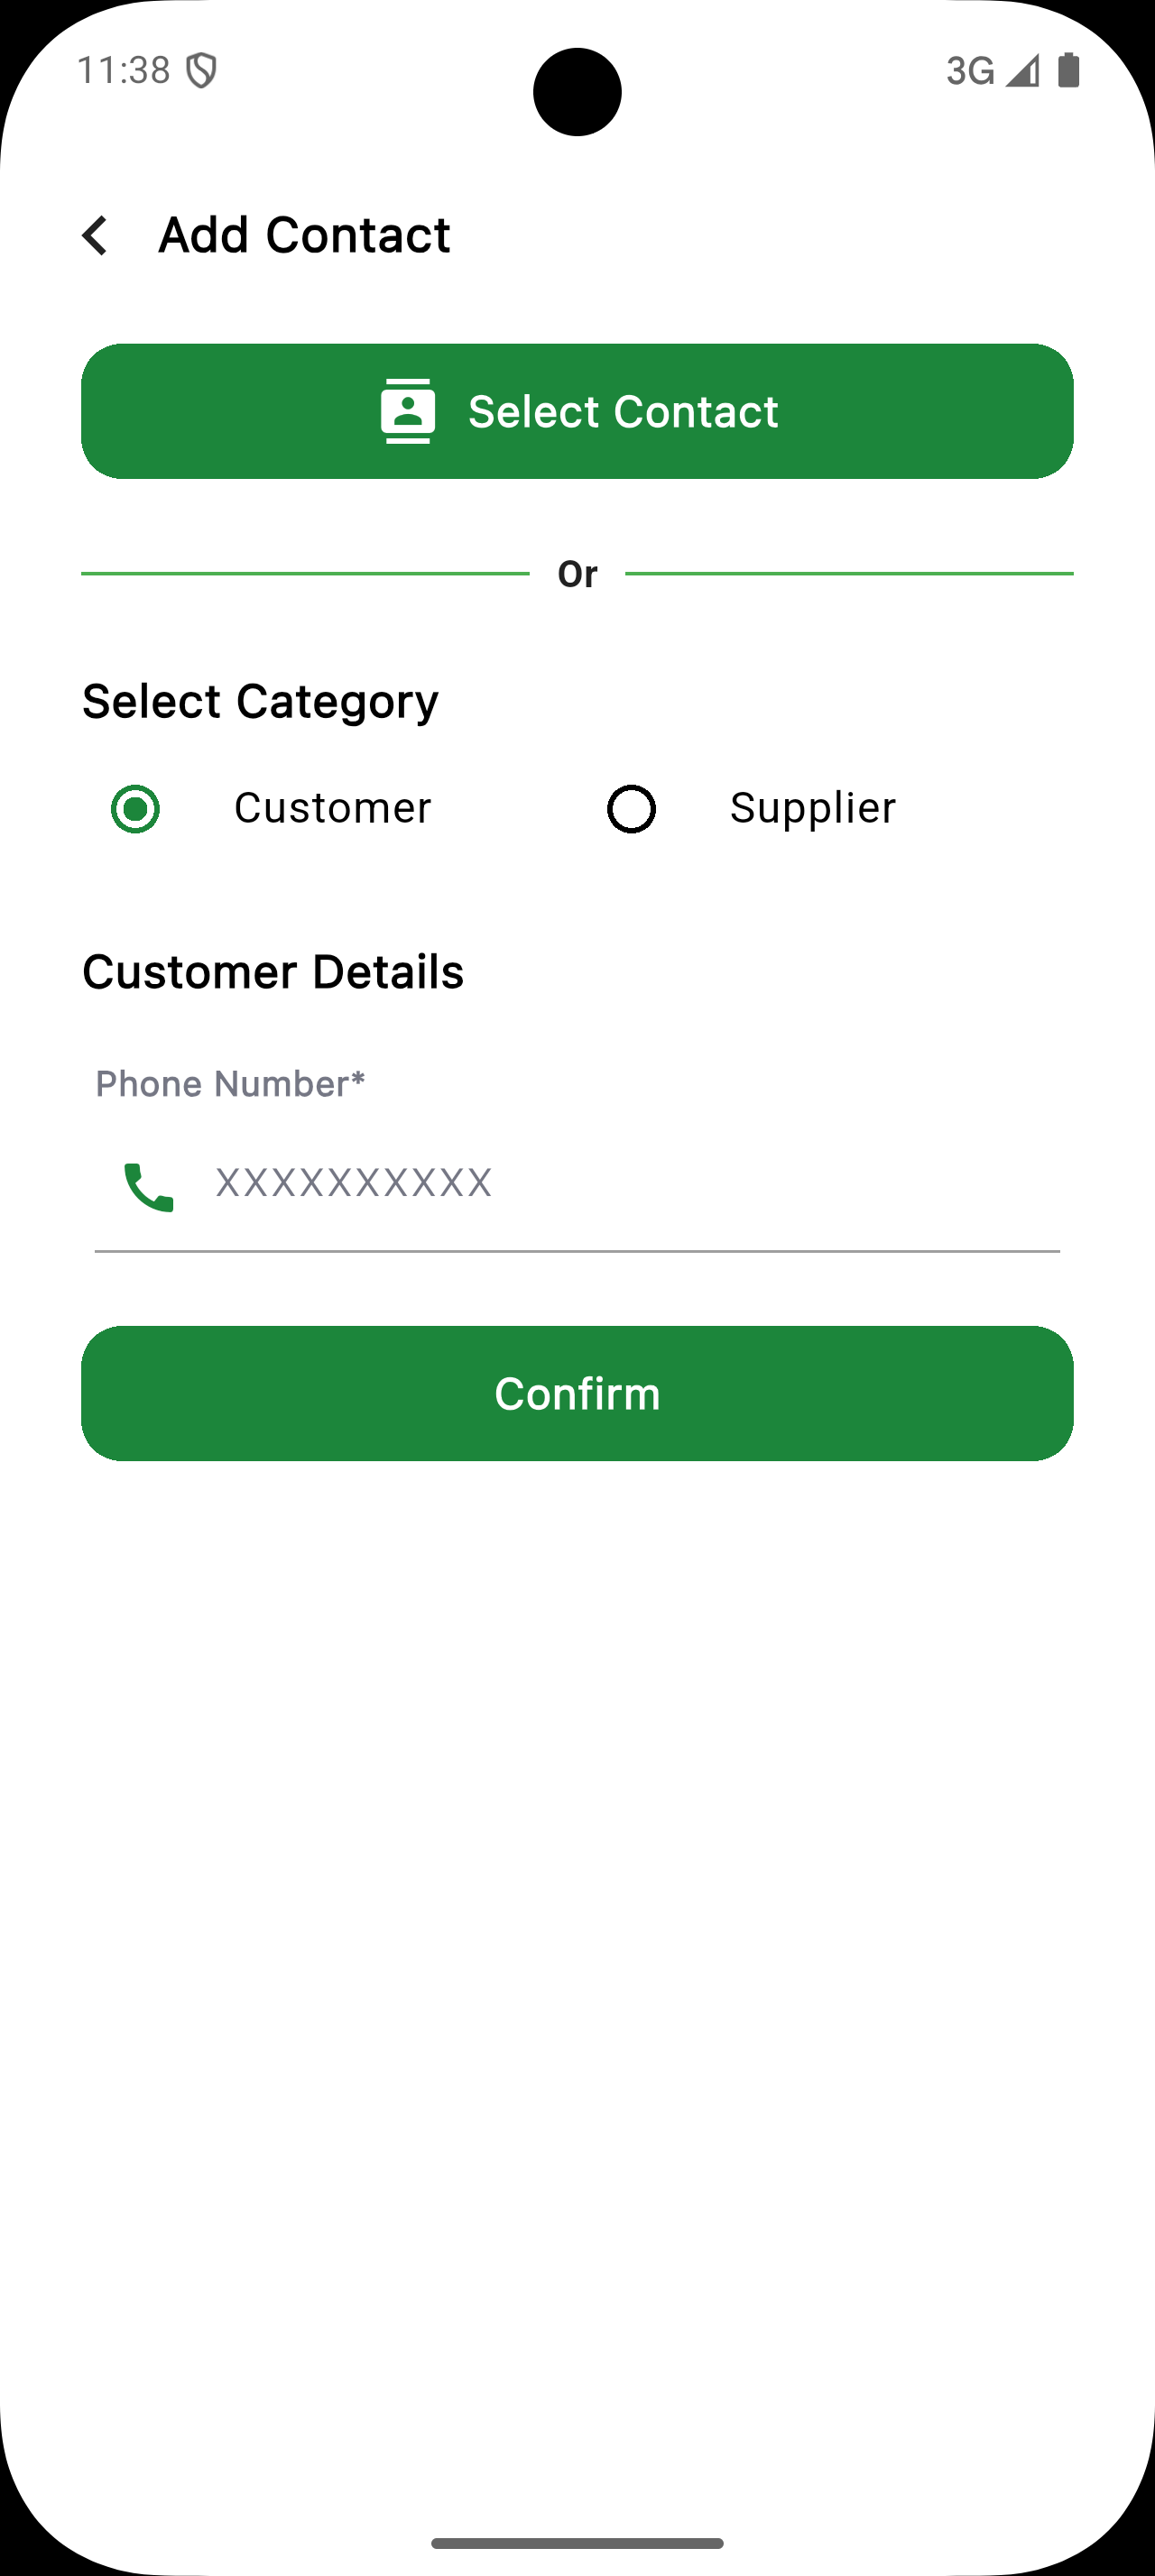 11:38 3G
Add Contact
Select Contact
Or
Select Category
Customer Supplier
Customer Details
Phone Number*
XXXXXXXXXX
Confirm